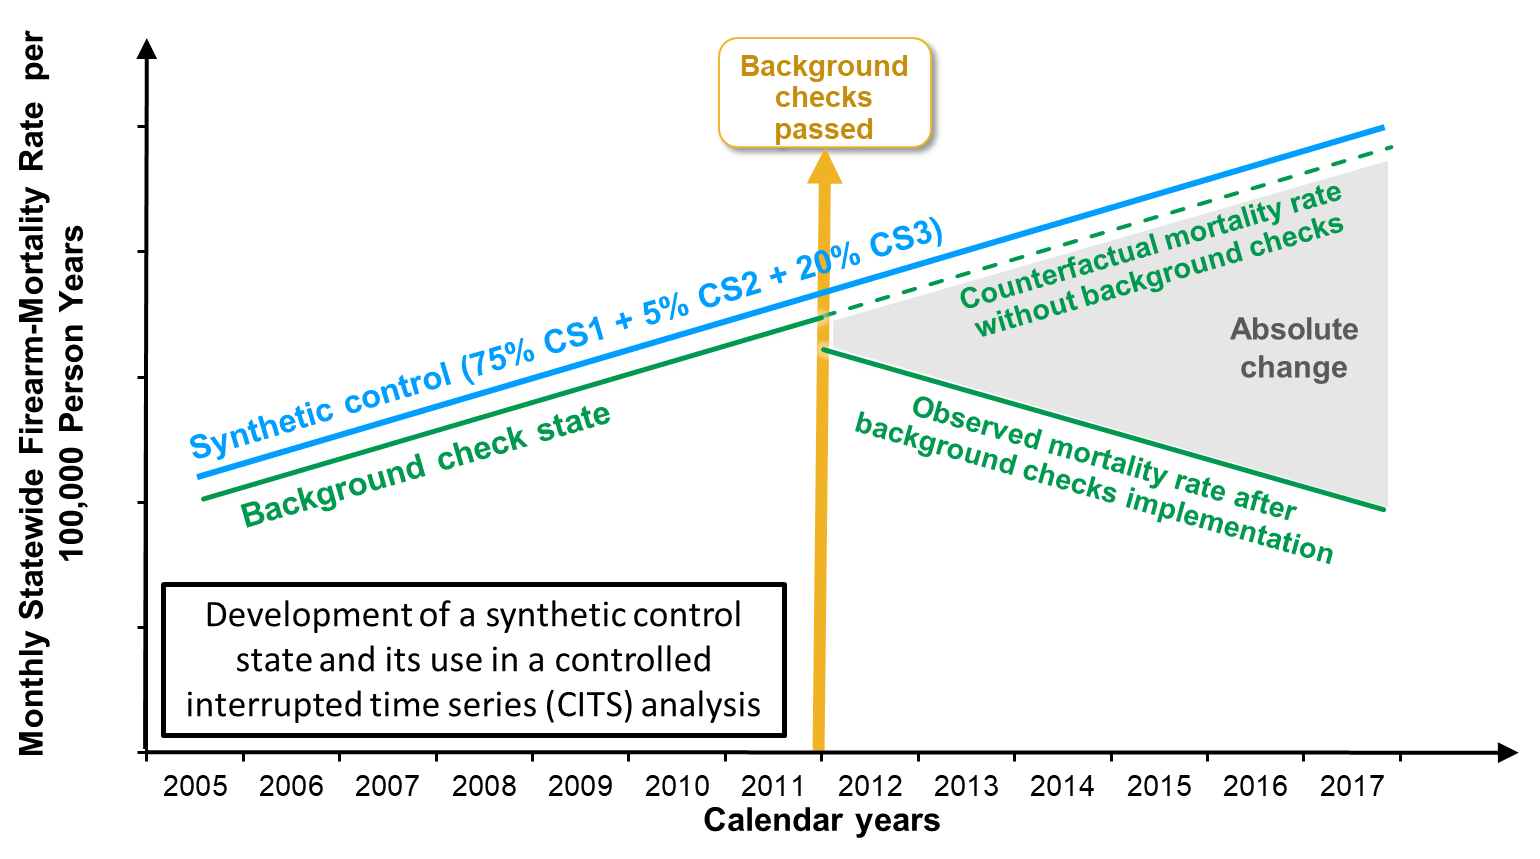 Monthly Statewide Firearm-Mortality Rate per
100,000 Person Years
Background
checks
passed
Synthetic control (75% CS1 + 5% CS2 + 20% CS3)
Background check state
Counterfactual mortality rate
without background checks
Absolute
change
Observed mortality rate after
background checks implementation
Development of a synthetic control
state and its use in a controlled
interrupted time series (CITS) analysis
2005 2006 2007 2008 2009 2010 2011 2012 2013 2014 2015 2016 2017
Calendar years